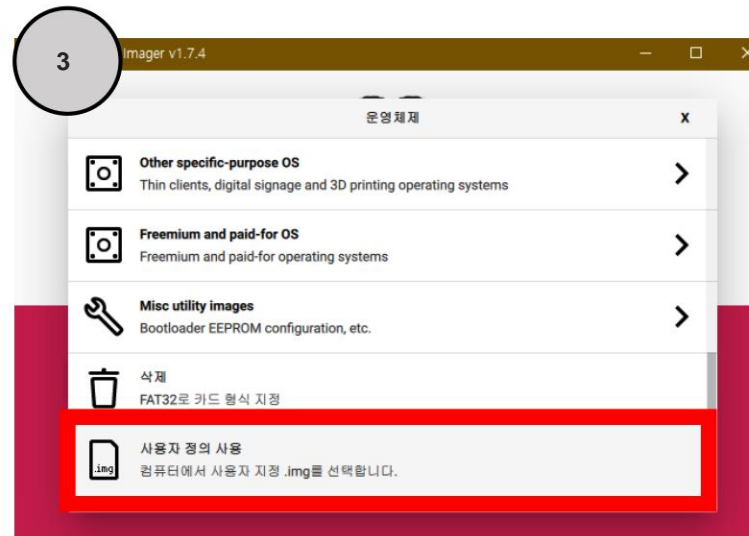 3
mager v1.7.4
운영체제
X
Other specific-purpose OS
Thin clients, digital signage and 3D printing operating systems
Freemium and paid-for OS
Freemium and paid-for operating systems
Misc utility images
Bootloader EEPROM configuration, etc.
삭제
FAT32로 카드 형식 지정
.img
사용자 정의 사용
컴퓨터에서 사용자 지정 .img를 선택합니다.